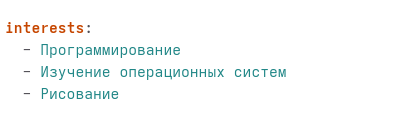 interests:
- Программирование
- Изучение операционных систем
- Рисование